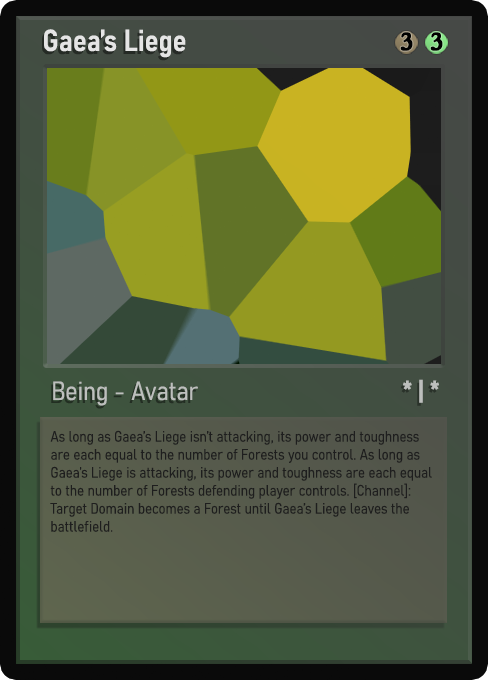 Gaea's Liege 3 3
Being - Avatar *|*
As long as Gaea's Liege isn't attacking, its power and toughness
are each equal to the number of Forests you control. As long as
Gaea's Liege is attacking, its power and toughness are each equal
to the number of Forests defending player controls. [Channel]:
Target Domain becomes a Forest until Gaea's Liege leaves the
battlefield.